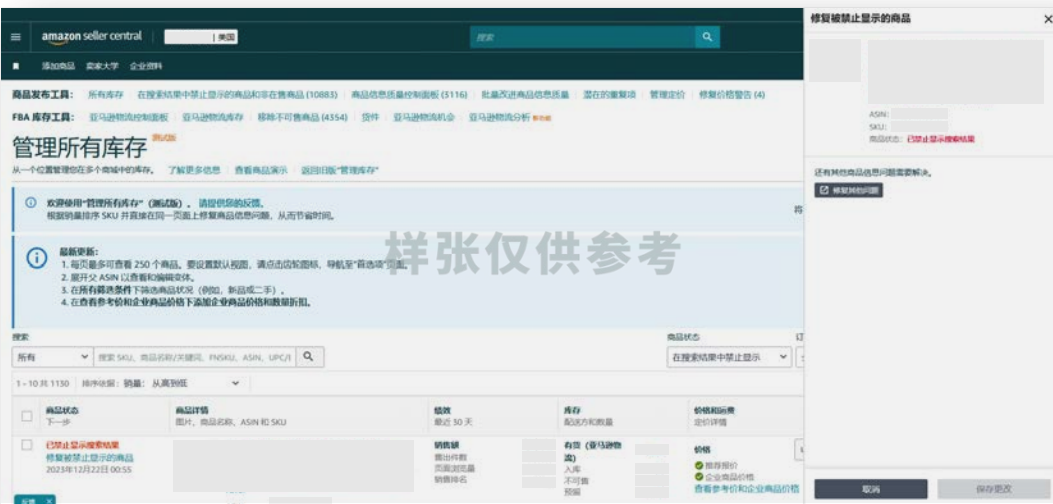 修复被禁止显示的商品
amazon seller central
| 美国
搜索
添加商品 卖家大学 企业资料
商品发布工具： 所有库存 在搜索结果中禁止显示的商品和非在售商品 (10883) 商品信息质量控制面板 (3116) 批量改进商品信息质量 潜在的重复项 管理定价 修复价格警告 (4)
FBA 库存工具： 亚马逊物流控制面板 亚马逊物流库存 移除不可售商品 (4354) 货件 亚马逊物流机会 亚马逊物流分析 新功能
管理所有库存 测试版
从一个位置管理您在多个商城中的库存。 了解更多信息 查看商品演示 返回旧版"管理库存"
欢迎使用"管理所有库存"（测试版）。 请提供您的反馈。
根据销量排序 SKU 并直接在同一页面上修复商品信息问题，从而节省时间。
将
最新更新：
1. 每页最多可查看 250 个商品。要设置默认视图，请点击齿轮图标，导航至"首选项"页面。
2. 展开父 ASIN 以查看和编辑变体。
3. 在所有筛选条件下筛选商品状况（例如，新品或二手）。
4. 在查看参考价和企业商品价格下添加企业商品价格和数量折扣。
样张仅供参考
ASIN:
SKU:
商品状态： 已禁止显示搜索结果
还有其他商品信息问题需要解决。
修复其他问题
搜索
商品状态
订
所有
搜索 SKU、商品名称/关键词、FNSKU、ASIN、UPC/I
在搜索结果中禁止显示
1 - 10 共 1130 排序依据：销量：从高到低
商品状态
下一步
商品详情
图片、商品名称、ASIN 和 SKU
绩效
最近 30 天
库存
配送方和数量
价格和运费
定价详情
已禁止显示搜索结果
修复被禁止显示的商品
2023年12月22日 00:55
销售额
售出件数
页面浏览量
销售排名
有货（亚马逊物流）
入库
不可售
预留
价格
推荐报价
企业商品价格
查看参考价和企业商品价格
反馈
取消
保存更改